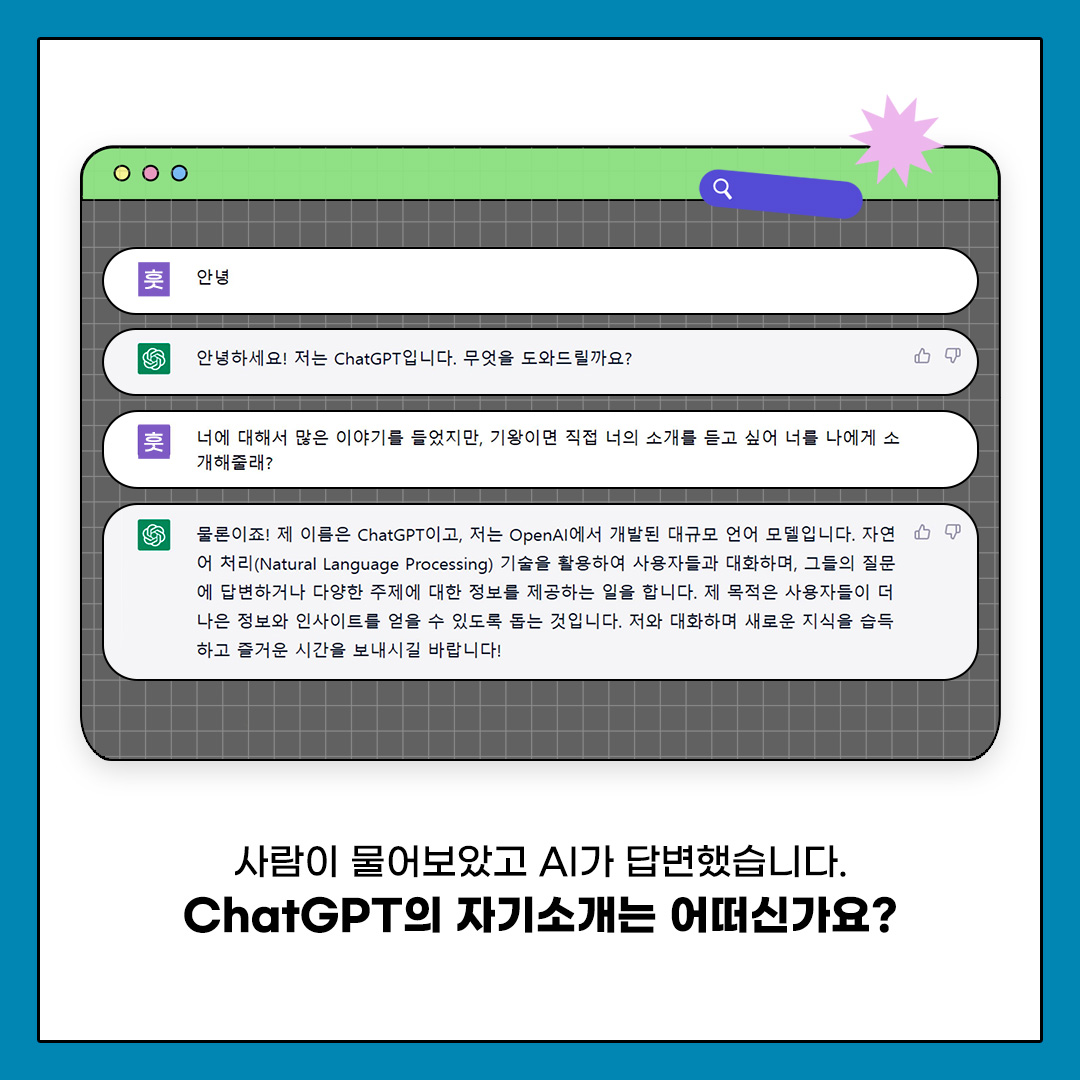 훗
안녕
안녕하세요! 저는 ChatGPT입니다. 무엇을 도와드릴까요?
훗
너에 대해서 많은 이야기를 들었지만, 기왕이면 직접 너의 소개를 듣고 싶어 너를 나에게 소
개해줄래?
물론이죠! 제 이름은 ChatGPT이고, 저는 OpenAI에서 개발된 대규모 언어 모델입니다. 자연
어 처리(Natural Language Processing) 기술을 활용하여 사용자들과 대화하며, 그들의 질문
에 답변하거나 다양한 주제에 대한 정보를 제공하는 일을 합니다. 제 목적은 사용자들이 더
나은 정보와 인사이트를 얻을 수 있도록 돕는 것입니다. 저와 대화하며 새로운 지식을 습득
하고 즐거운 시간을 보내시길 바랍니다!
사람이 물어보았고 AI가 답변했습니다.
ChatGPT의 자기소개는 어떠신가요?